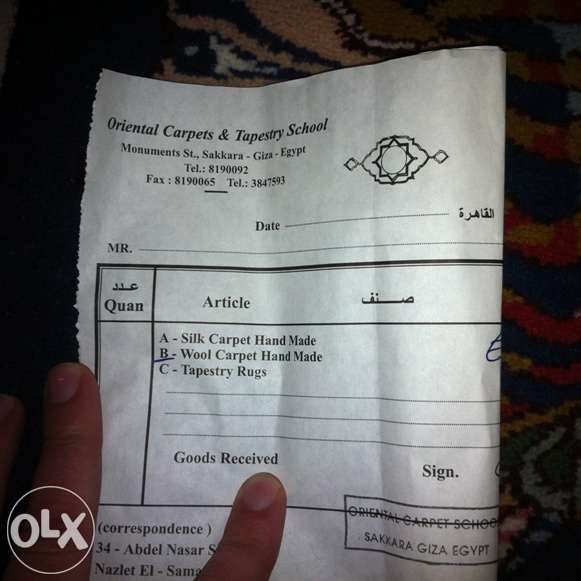 Oriental Carpets & Tapestry School
Monuments St., Sakkara - Giza - Egypt
Tel.: 8190092
Fax : 8190065 Tel.: 3847593
Date القاهرة
MR.
عدد
Quan
Article صنف
A - Silk Carpet Hand Made
B - Wool Carpet Hand Made
C - Tapestry Rugs
Goods Received
Sign.
ORIENTAL CARPET SCHOO
SAKKARA GIZA EGYPT
(correspondence )
34 - Abdel Nasar S
Nazlet El - Sama
OLX